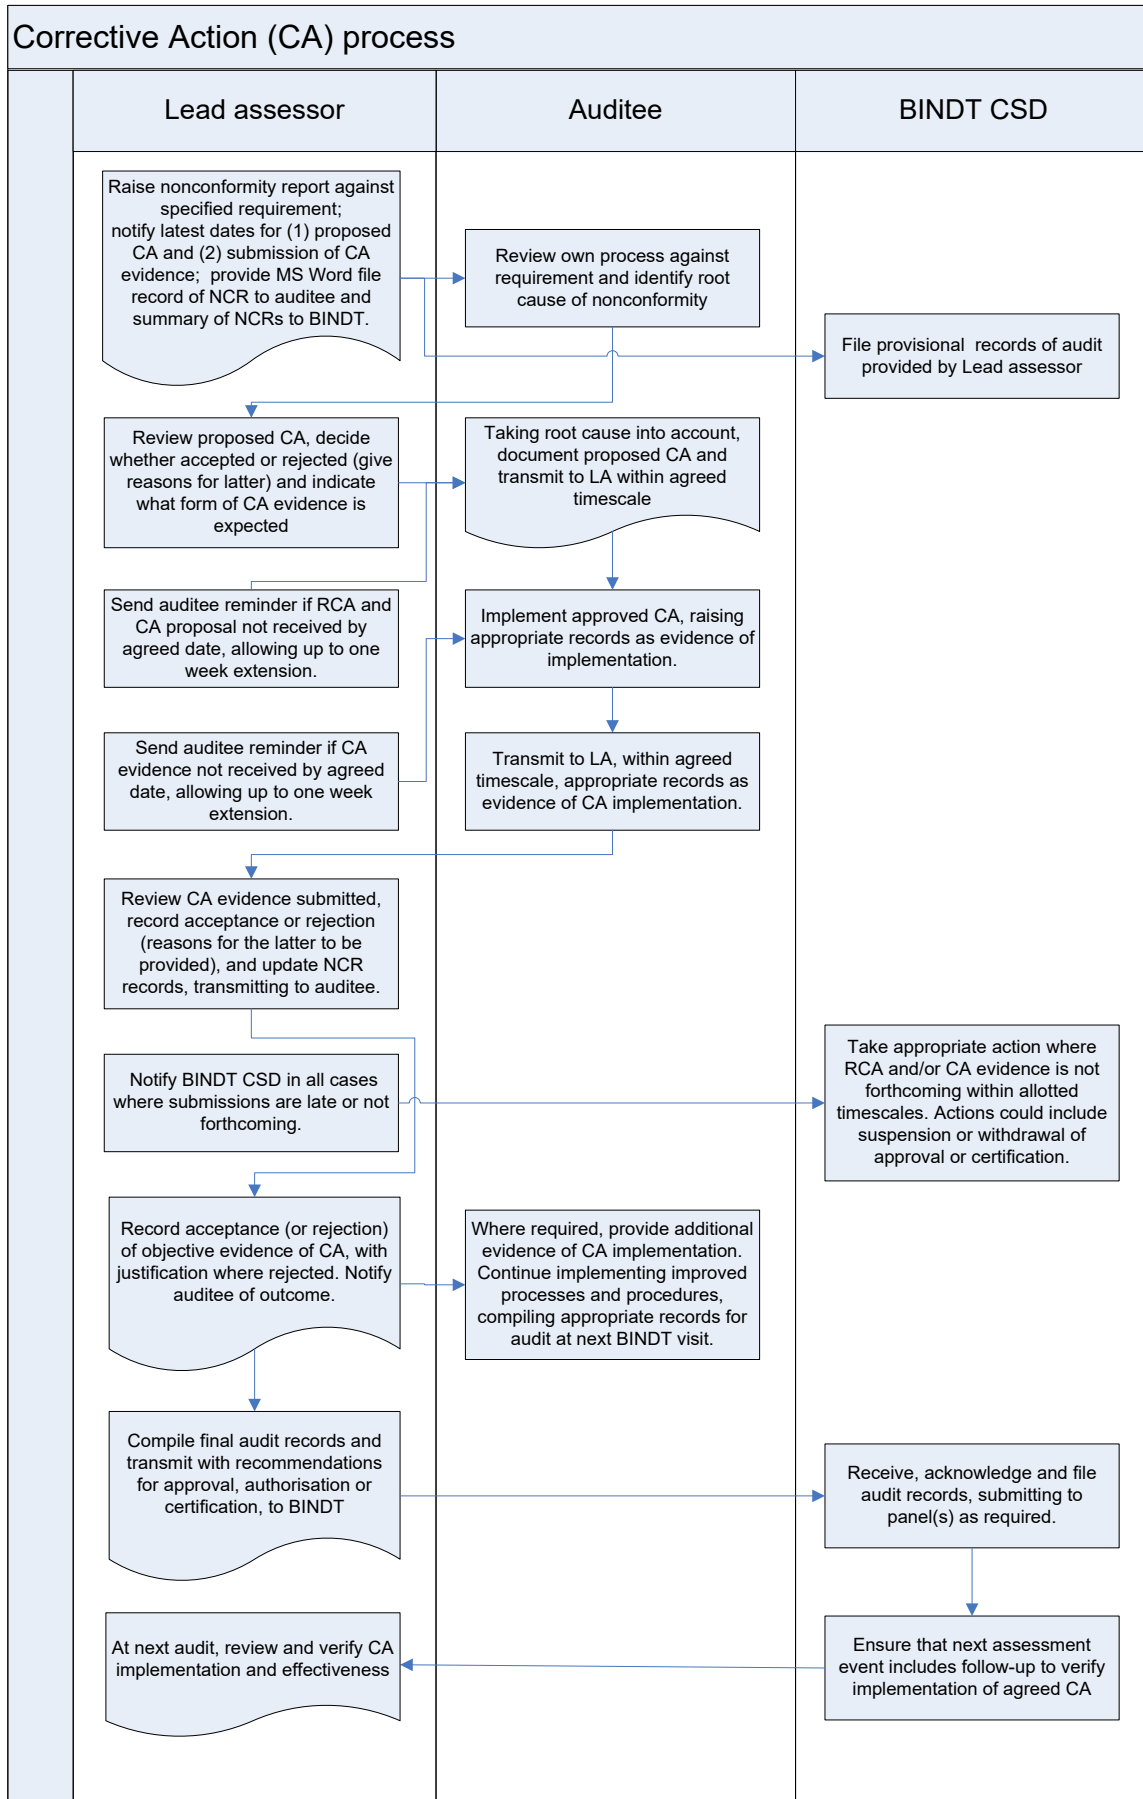 Corrective Action (CA) process
Lead assessor
Auditee
BINDT CSD
Raise nonconformity report against
specified requirement;
notify latest dates for (1) proposed
CA and (2) submission of CA
evidence;  provide MS Word file
record of NCR to auditee and
summary of NCRs to BINDT.
Review own process against
requirement and identify root
cause of nonconformity
File provisional  records of audit
provided by Lead assessor
Review proposed CA, decide
whether accepted or rejected (give
reasons for latter) and indicate
what form of CA evidence is
expected
Taking root cause into account,
document proposed CA and
transmit to LA within agreed
timescale
Send auditee reminder if RCA and
CA proposal not received by
agreed date, allowing up to one
week extension.
Implement approved CA, raising
appropriate records as evidence of
implementation.
Send auditee reminder if CA
evidence not received by agreed
date, allowing up to one week
extension.
Transmit to LA, within agreed
timescale, appropriate records as
evidence of CA implementation.
Review CA evidence submitted,
record acceptance or rejection
(reasons for the latter to be
provided), and update NCR
records, transmitting to auditee.
Notify BINDT CSD in all cases
where submissions are late or not
forthcoming.
Take appropriate action where
RCA and/or CA evidence is not
forthcoming within allotted
timescales. Actions could include
suspension or withdrawal of
approval or certification.
Record acceptance (or rejection)
of objective evidence of CA, with
justification where rejected. Notify
auditee of outcome.
Where required, provide additional
evidence of CA implementation.
Continue implementing improved
processes and procedures,
compiling appropriate records for
audit at next BINDT visit.
Compile final audit records and
transmit with recommendations
for approval, authorisation or
certification, to BINDT
Receive, acknowledge and file
audit records, submitting to
panel(s) as required.
At next audit, review and verify CA
implementation and effectiveness
Ensure that next assessment
event includes follow-up to verify
implementation of agreed CA